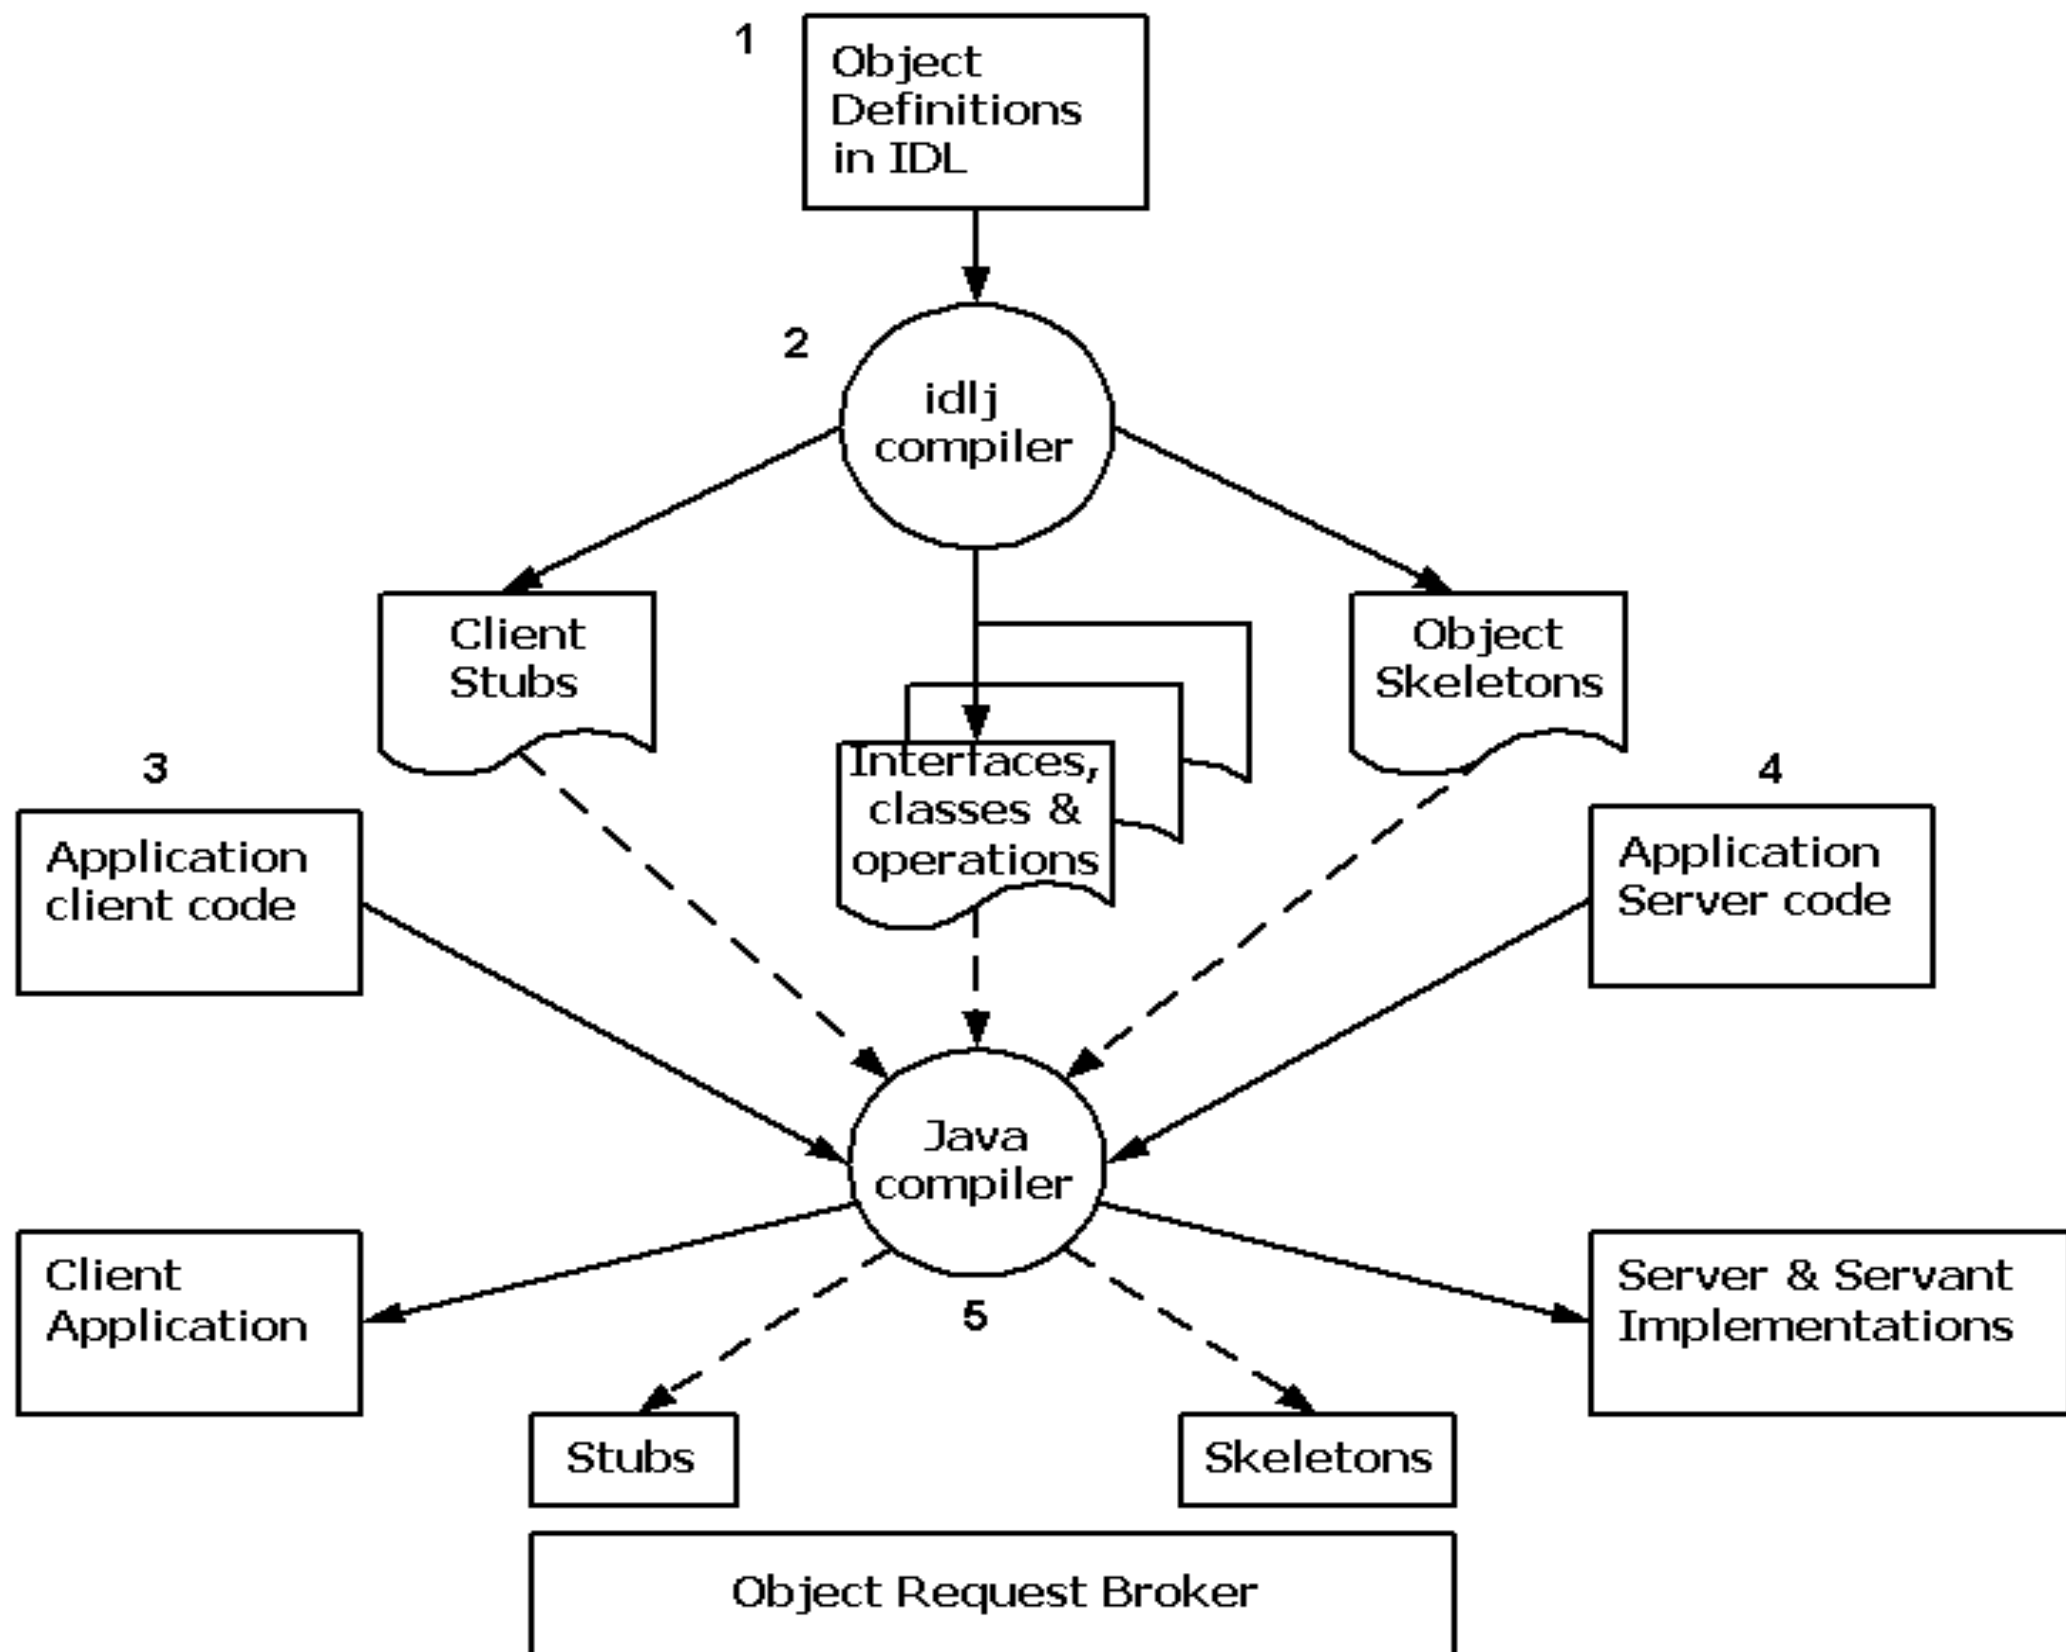 1
Object
Definitions
in IDL
2
idlj
compiler
Client
Stubs
Object
Skeletons
Interfaces,
classes &
operations
3
Application
client code
4
Application
Server code
Java
compiler
5
Client
Application
Server & Servant
Implementations
Stubs
Skeletons
Object Request Broker